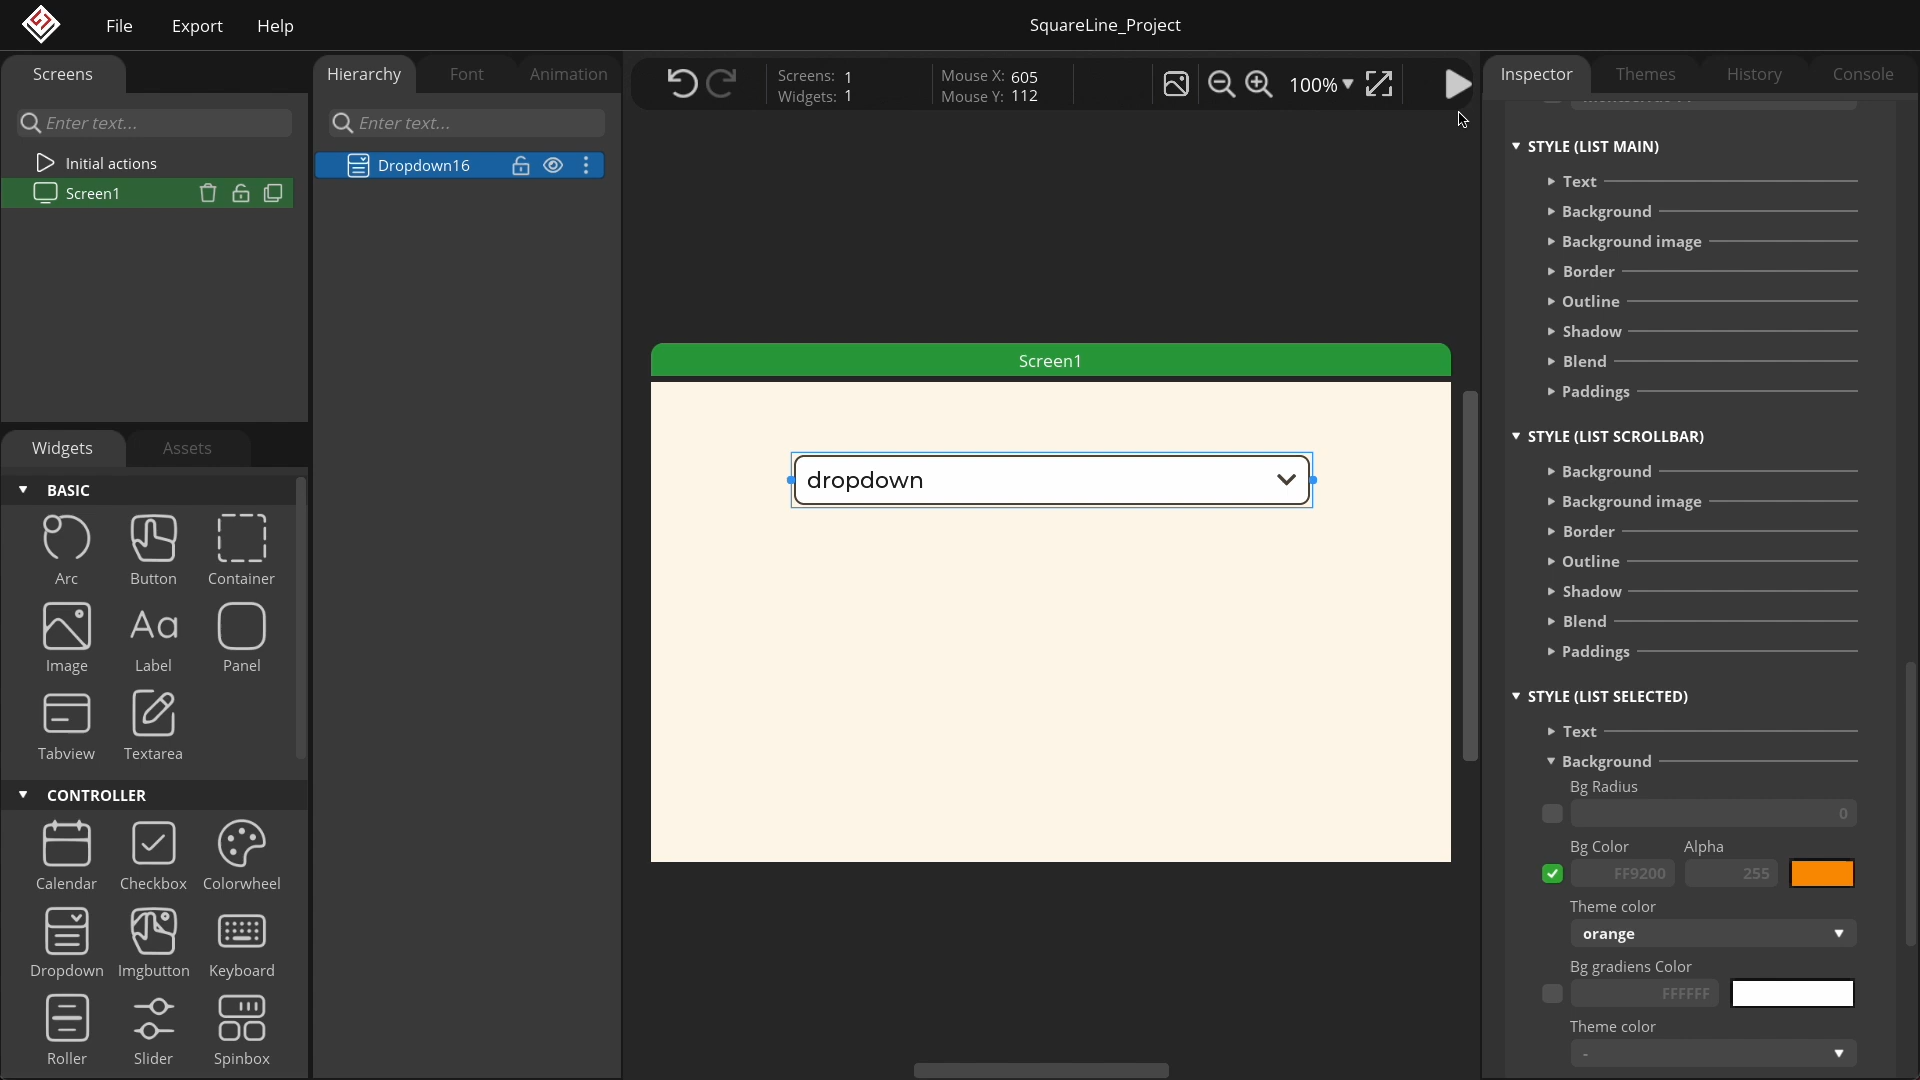 File Export Help
SquareLine_Project
Screens
Enter text...
Initial actions
Screen1
Hierarchy Font Animation
Enter text...
Dropdown16
Screens: 1
Widgets: 1
Mouse X: 605
Mouse Y: 112
100%
Screen1
dropdown
Widgets Assets
BASIC
Arc Button Container
Image Label Panel
Tabview Textarea
CONTROLLER
Calendar Checkbox Colorwheel
Dropdown Imgbutton Keyboard
Roller Slider Spinbox
Inspector Themes History Console
STYLE (LIST MAIN)
Text
Background
Background image
Border
Outline
Shadow
Blend
Paddings
STYLE (LIST SCROLLBAR)
Background
Background image
Border
Outline
Shadow
Blend
Paddings
STYLE (LIST SELECTED)
Text
Background
Bg Radius
0
Bg Color Alpha
FF9200 255
Theme color
orange
Bg gradiens Color
FFFFFF
Theme color
-